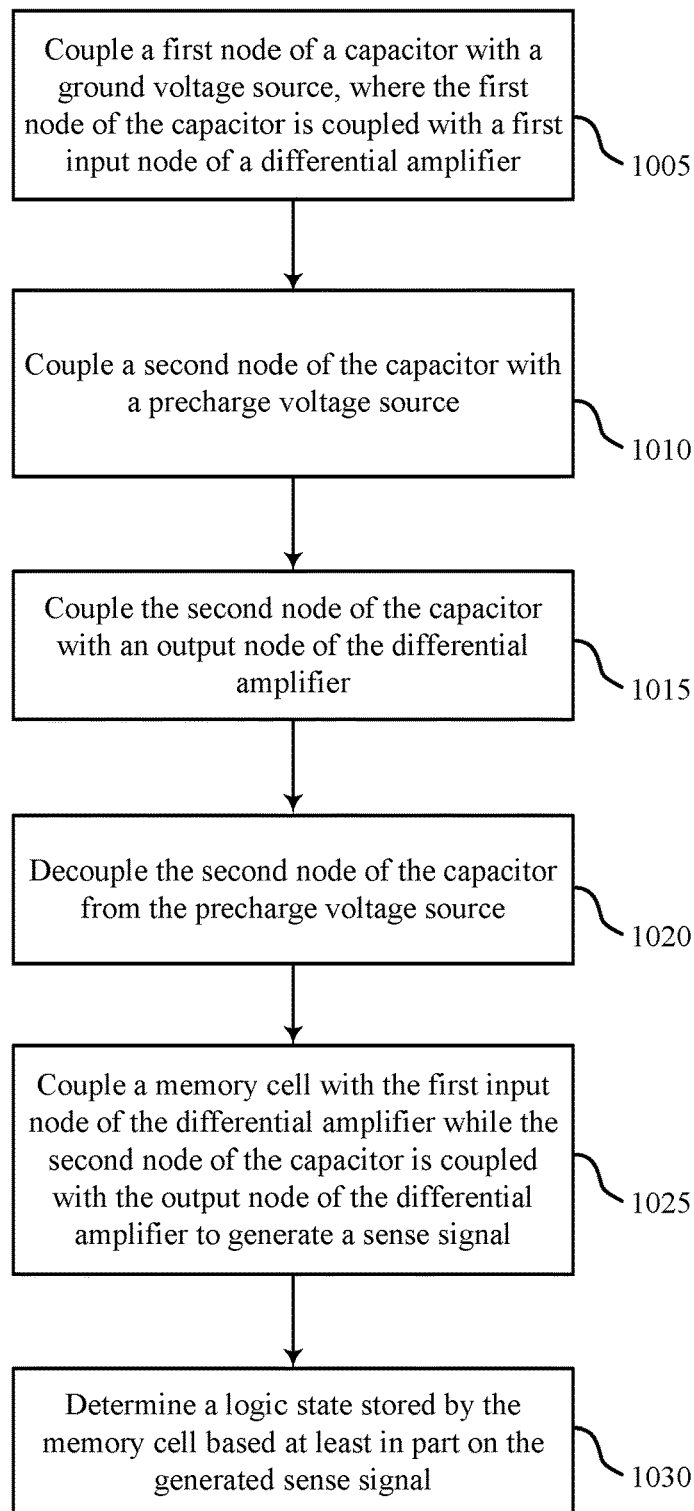 Couple a first node of a capacitor with a
ground voltage source, where the first
node of the capacitor is coupled with a first
input node of a differential amplifier
1005
Couple a second node of the capacitor with
a precharge voltage source
1010
Couple the second node of the capacitor
with an output node of the differential
amplifier
1015
Decouple the second node of the capacitor
from the precharge voltage source
1020
Couple a memory cell with the first input
node of the differential amplifier while the
second node of the capacitor is coupled
with the output node of the differential
amplifier to generate a sense signal
1025
Determine a logic state stored by the
memory cell based at least in part on the
generated sense signal
1030